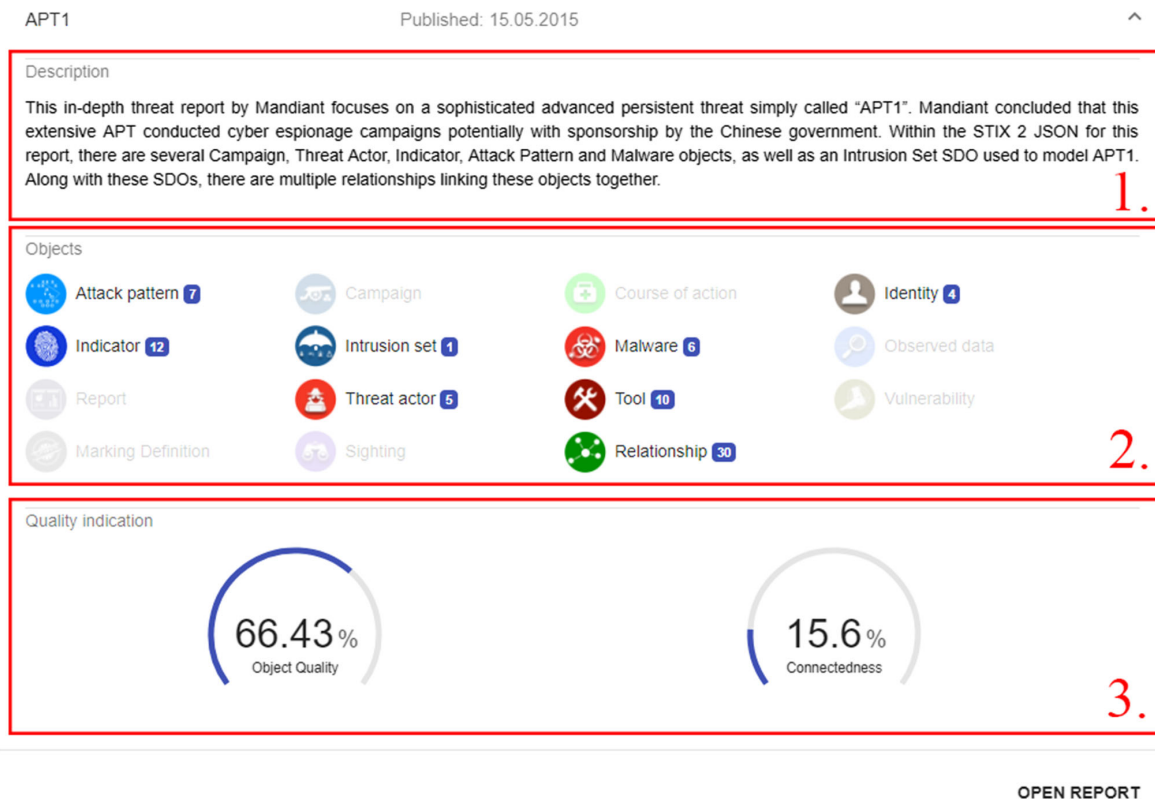 APT1 Published: 15.05.2015
Description
This in-depth threat report by Mandiant focuses on a sophisticated advanced persistent threat simply called “APT1”. Mandiant concluded that this
extensive APT conducted cyber espionage campaigns potentially with sponsorship by the Chinese government. Within the STIX 2 JSON for this
report, there are several Campaign, Threat Actor, Indicator, Attack Pattern and Malware objects, as well as an Intrusion Set SDO used to model APT1.
Along with these SDOs, there are multiple relationships linking these objects together.
1.
Objects
Attack pattern 7 Campaign Course of action Identity 4
Indicator 12 Intrusion set 1 Malware 6 Observed data
Report Threat actor 5 Tool 10 Vulnerability
Marking Definition Sighting Relationship 30
2.
Quality indication
66.43 % 15.6 %
Object Quality Connectedness
3.
OPEN REPORT